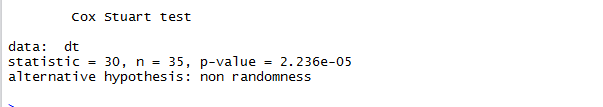 Cox Stuart test
data:  dt
statistic = 30, n = 35, p-value = 2.236e-05
alternative hypothesis: non randomness
>